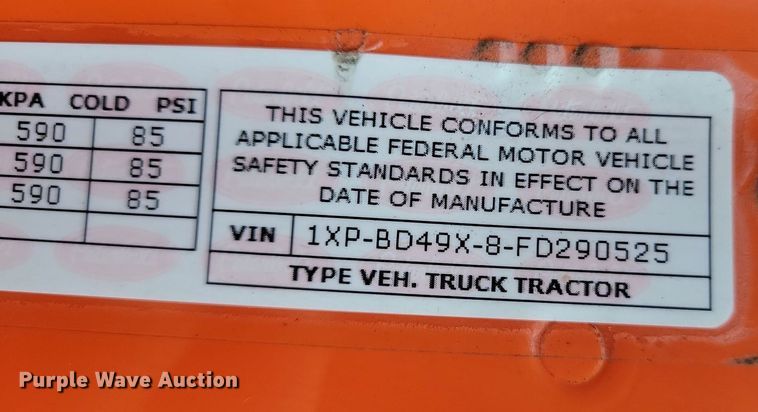 KPA COLD PSI
590 85
590 85
590 85
THIS VEHICLE CONFORMS TO ALL
APPLICABLE FEDERAL MOTOR VEHICLE
SAFETY STANDARDS IN EFFECT ON THE
DATE OF MANUFACTURE
VIN 1XP-BD49X-8-FD290525
TYPE VEH. TRUCK TRACTOR
Purple Wave Auction